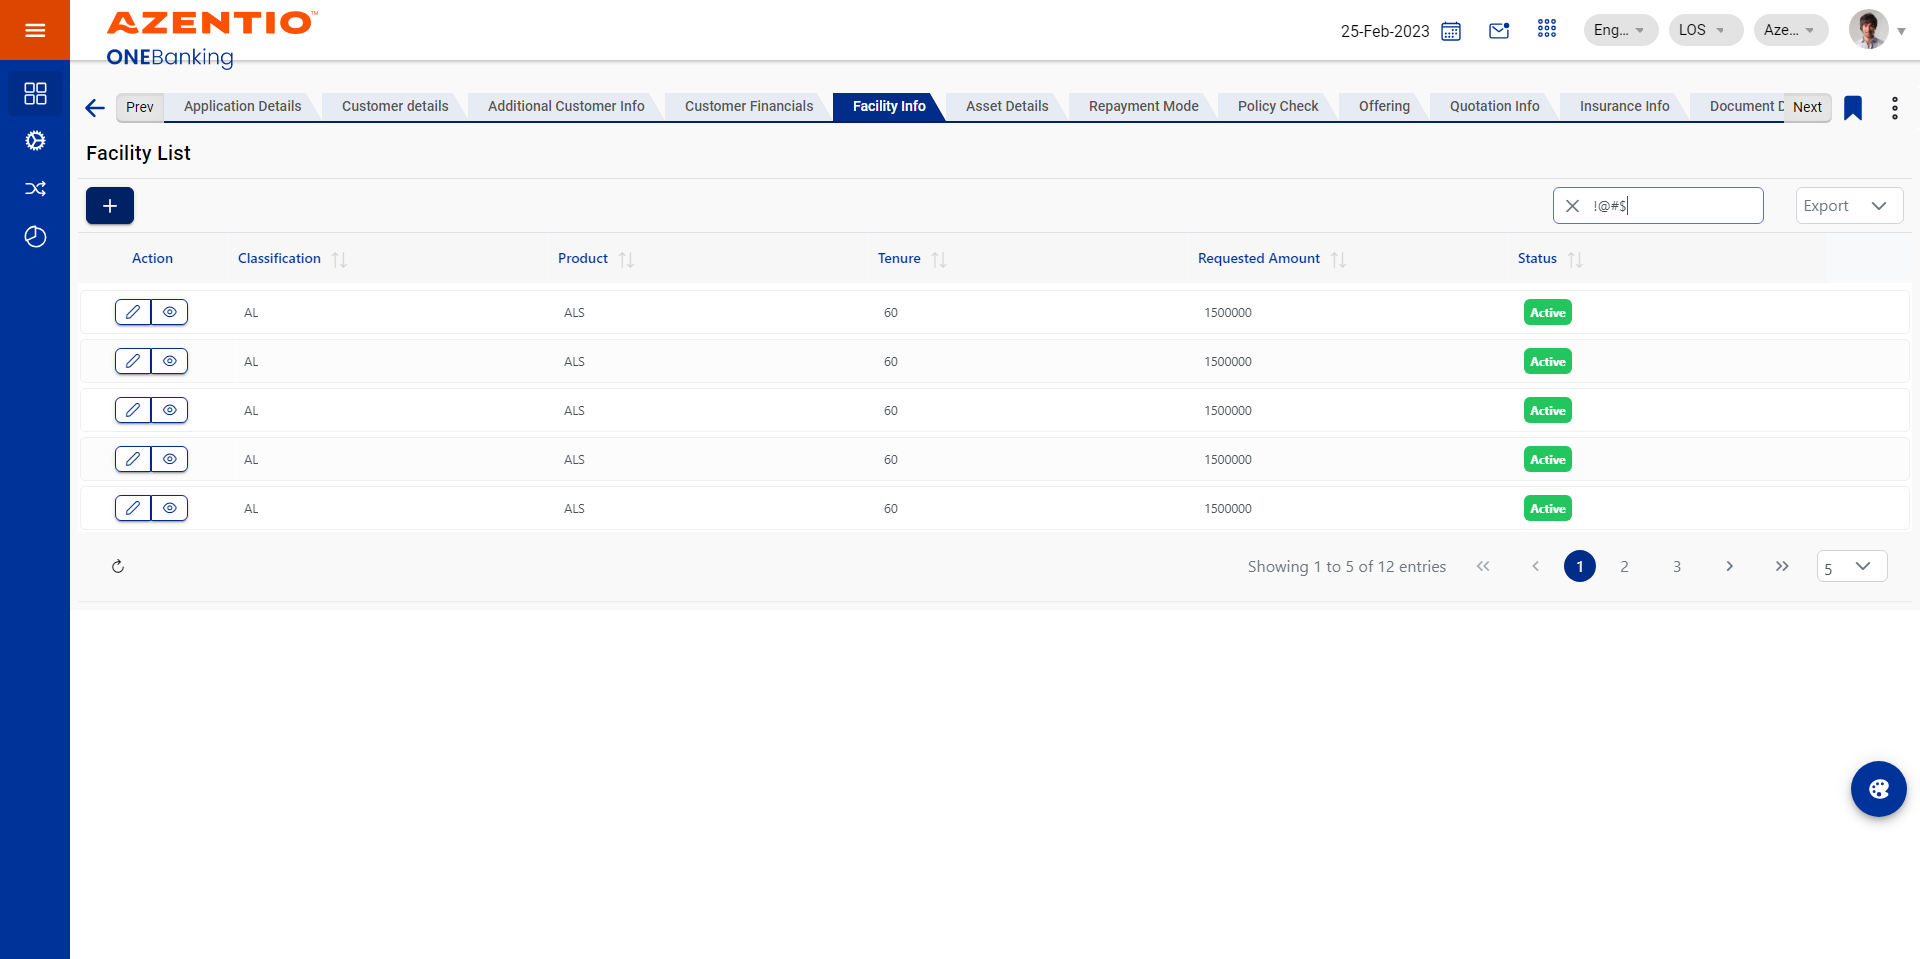 AZENTIO™
ONEBanking
25-Feb-2023
Eng...
LOS
Aze...
Prev
Application Details
Customer details
Additional Customer Info
Customer Financials
Facility Info
Asset Details
Repayment Mode
Policy Check
Offering
Quotation Info
Insurance Info
Document D
Next
Facility List
!@#$
Export
Action Classification Product Tenure Requested Amount Status
AL ALS 60 1500000 Active
AL ALS 60 1500000 Active
AL ALS 60 1500000 Active
AL ALS 60 1500000 Active
AL ALS 60 1500000 Active
Showing 1 to 5 of 12 entries
1 2 3
5